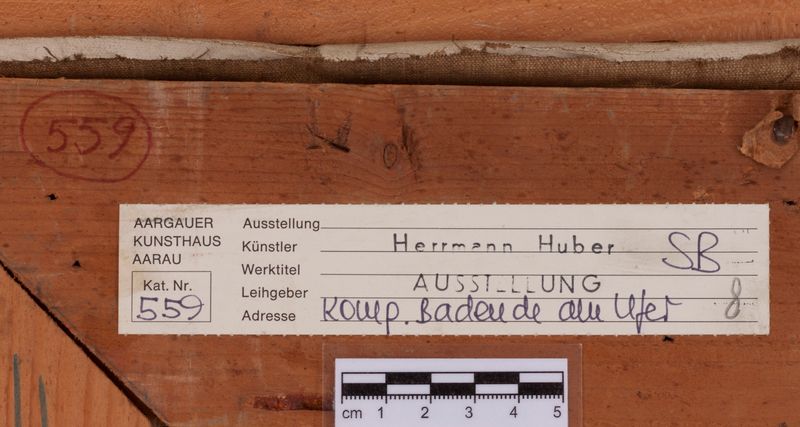 559
AARGAUER
KUNSTHAUS
AARAU
Kat. Nr.
559
Ausstellung
Künstler Herrmann Huber SB
Werktitel
Leihgeber AUSSTELLUNG 8
Adresse Komp. Badende am Ufer
cm 1 2 3 4 5